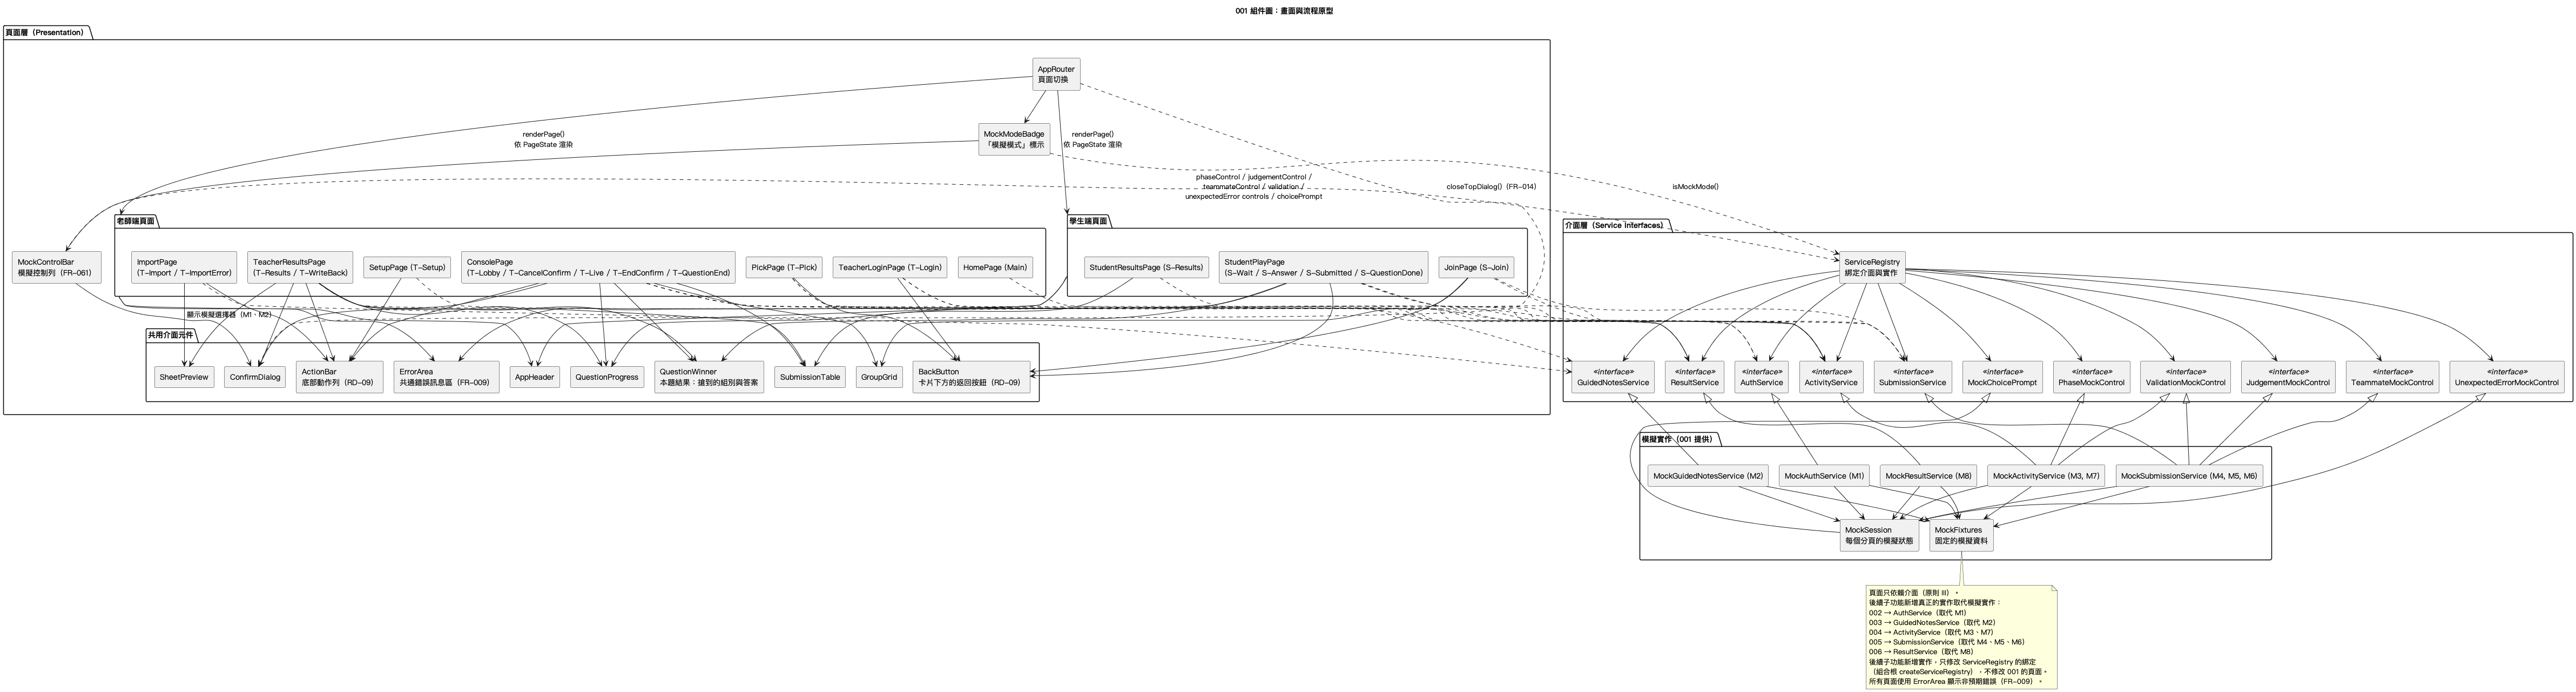 001 組件圖：畫面與流程原型
頁面層（Presentation）
AppRouter
頁面切換
MockModeBadge
「模擬模式」標示
renderPage()
依 PageState 渲染
renderPage()
依 PageState 渲染
phaseControl / judgementControl /
teammateControl / validation /
unexpectedError controls / choicePrompt
closeTopDialog()（FR-014）
isMockMode()
老師端頁面
學生端頁面
介面層（Service Interfaces）
MockControlBar
模擬控制列（FR-061）
ImportPage
(T-Import / T-ImportError)
TeacherResultsPage
(T-Results / T-WriteBack)
SetupPage (T-Setup)
ConsolePage
(T-Lobby / T-CancelConfirm / T-Live / T-EndConfirm / T-QuestionEnd)
PickPage (T-Pick)
TeacherLoginPage (T-Login)
HomePage (Main)
StudentResultsPage (S-Results)
StudentPlayPage
(S-Wait / S-Answer / S-Submitted / S-QuestionDone)
JoinPage (S-Join)
ServiceRegistry
綁定介面與實作
顯示模擬選擇器（M1、M2）
共用介面元件
SheetPreview
ConfirmDialog
ActionBar
底部動作列（RD-09）
ErrorArea
共通錯誤訊息區（FR-009）
AppHeader
QuestionProgress
QuestionWinner
本題結果：搶到的組別與答案
SubmissionTable
GroupGrid
BackButton
卡片下方的返回按鈕（RD-09）
«interface»
GuidedNotesService
«interface»
ResultService
«interface»
AuthService
«interface»
ActivityService
«interface»
SubmissionService
«interface»
MockChoicePrompt
«interface»
PhaseMockControl
«interface»
ValidationMockControl
«interface»
JudgementMockControl
«interface»
TeammateMockControl
«interface»
UnexpectedErrorMockControl
模擬實作（001 提供）
MockGuidedNotesService (M2)
MockAuthService (M1)
MockResultService (M8)
MockActivityService (M3, M7)
MockSubmissionService (M4, M5, M6)
MockSession
每個分頁的模擬狀態
MockFixtures
固定的模擬資料
頁面只依賴介面（原則 III）。
後續子功能新增真正的實作取代模擬實作：
002 → AuthService（取代 M1）
003 → GuidedNotesService（取代 M2）
004 → ActivityService（取代 M3、M7）
005 → SubmissionService（取代 M4、M5、M6）
006 → ResultService（取代 M8）
後續子功能新增實作，只修改 ServiceRegistry 的綁定
（組合根 createServiceRegistry），不修改 001 的頁面。
所有頁面使用 ErrorArea 顯示非預期錯誤（FR-009）。